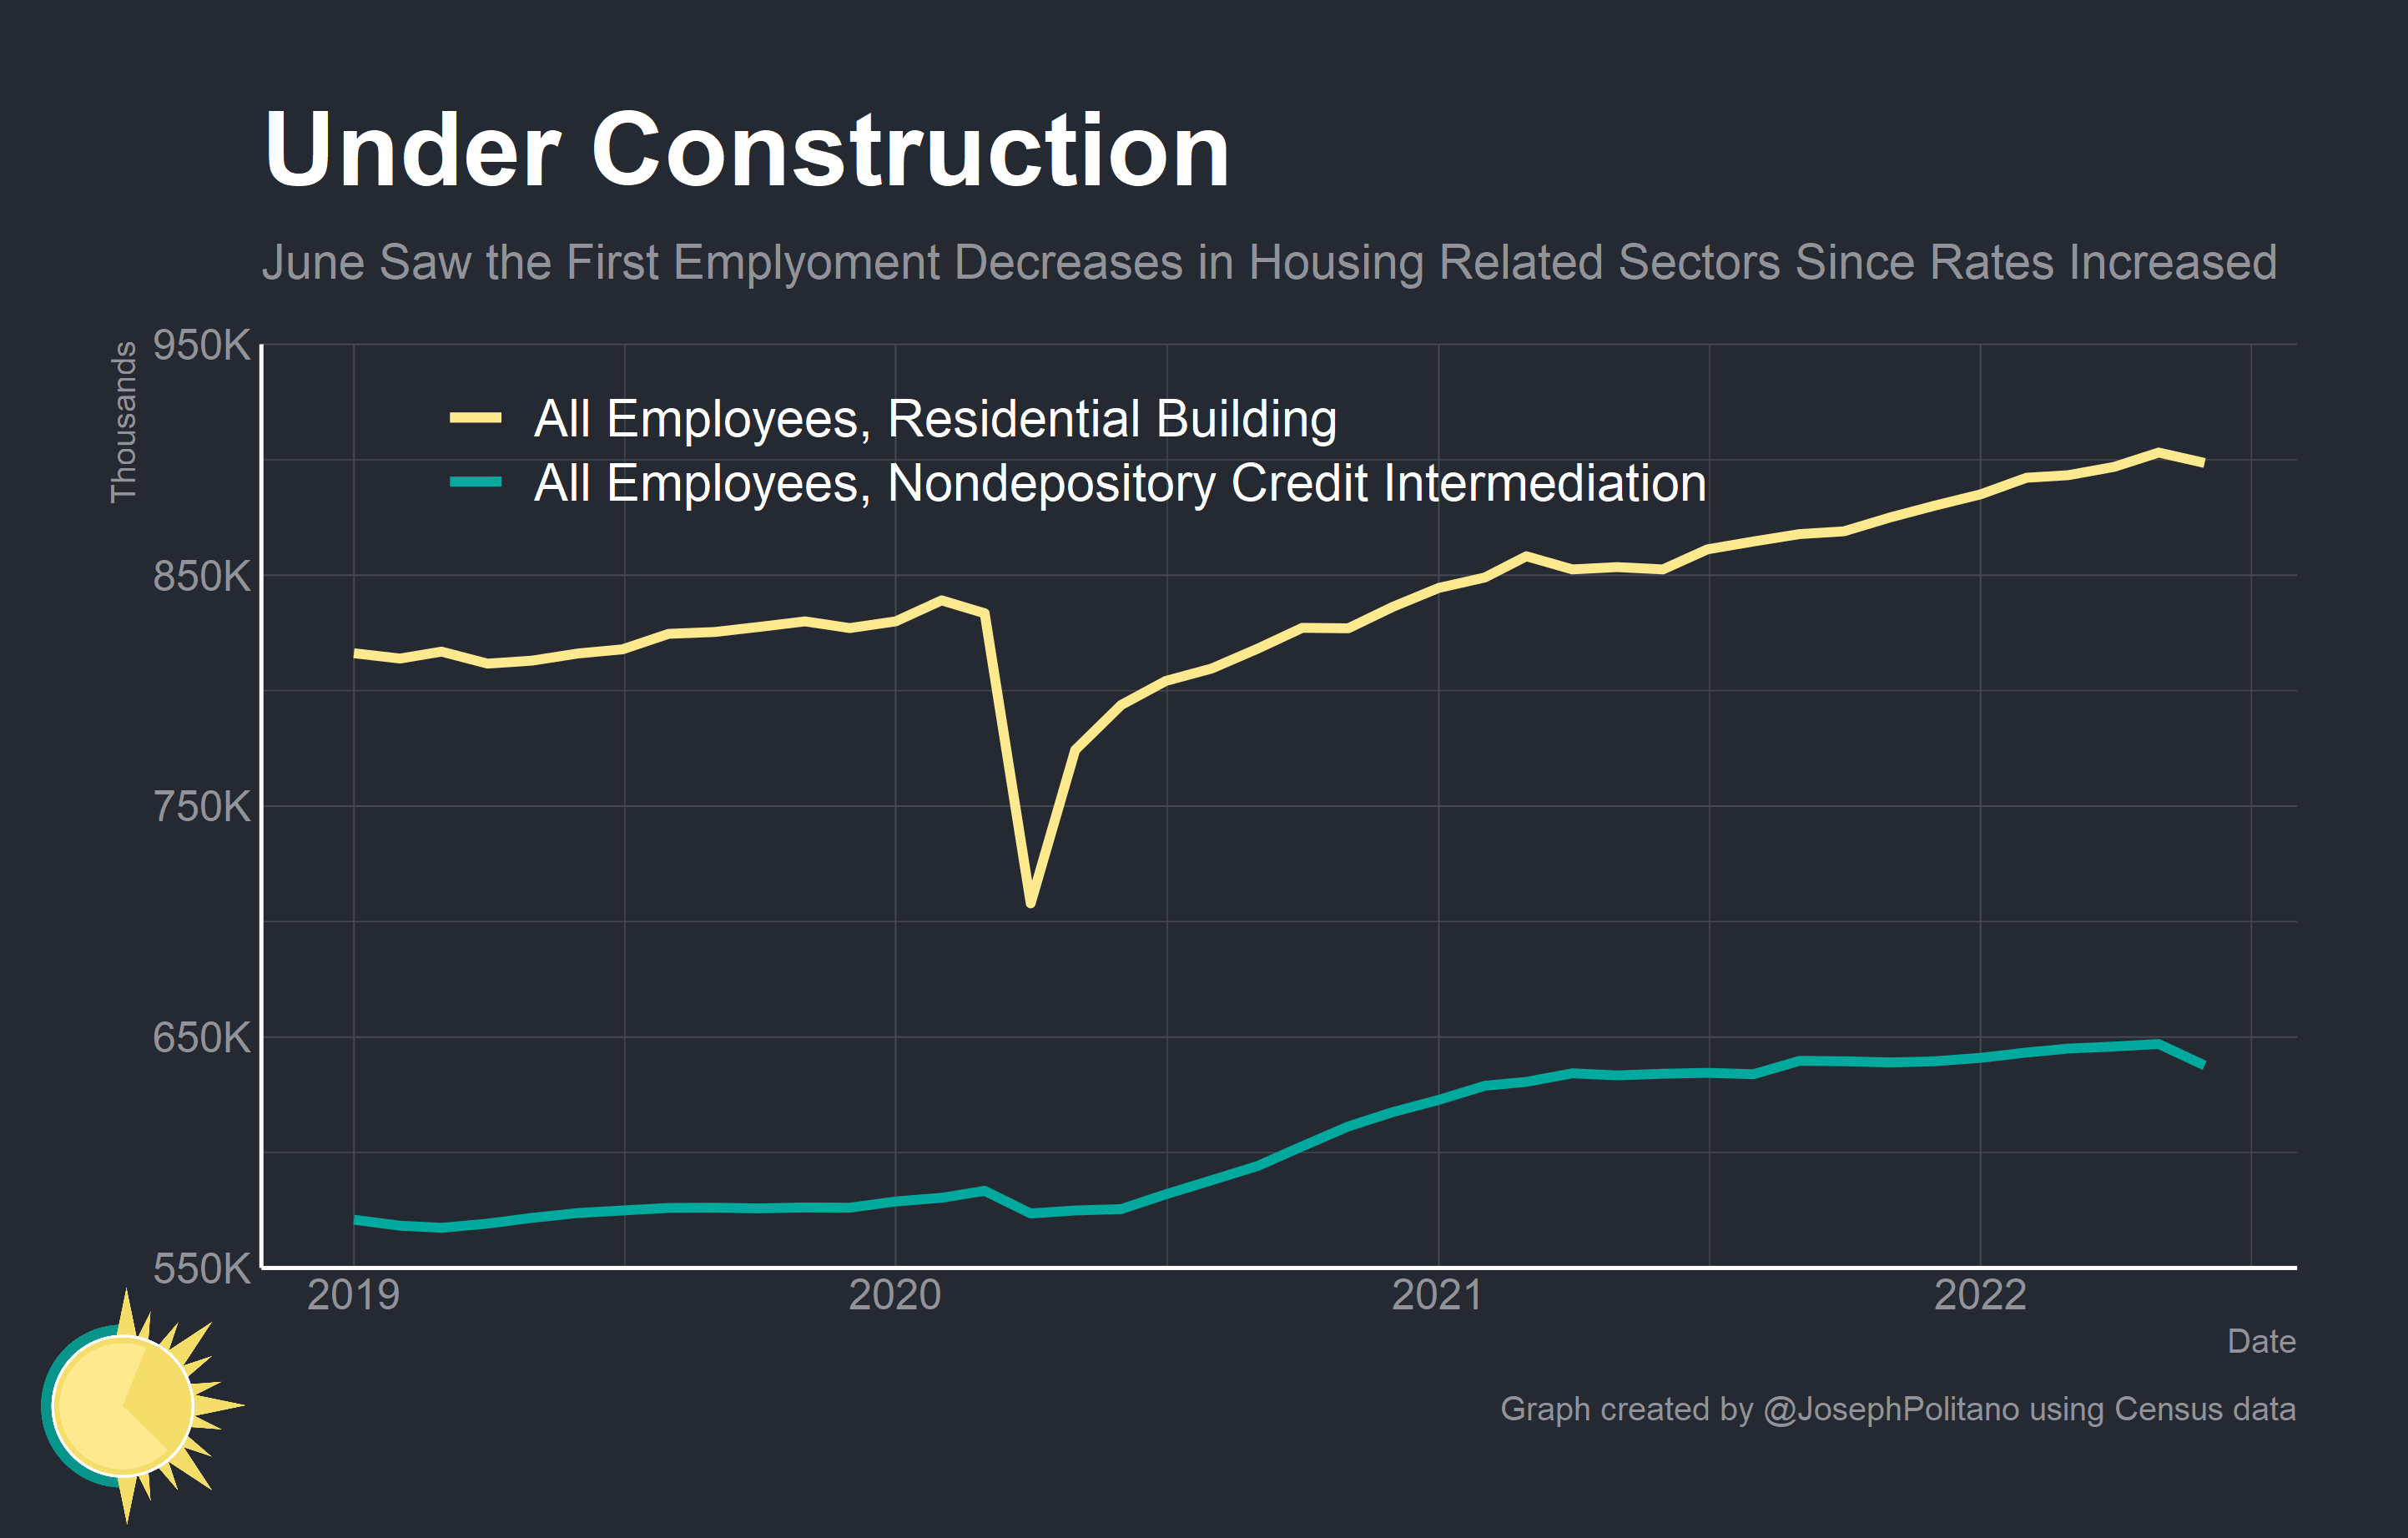 Under Construction
June Saw the First Emplyoment Decreases in Housing Related Sectors Since Rates Increased
Thousands
950K
All Employees, Residential Building
All Employees, Nondepository Credit Intermediation
850K
750K
650K
550K
2019 2020 2021 2022
Date
Graph created by @JosephPolitano using Census data